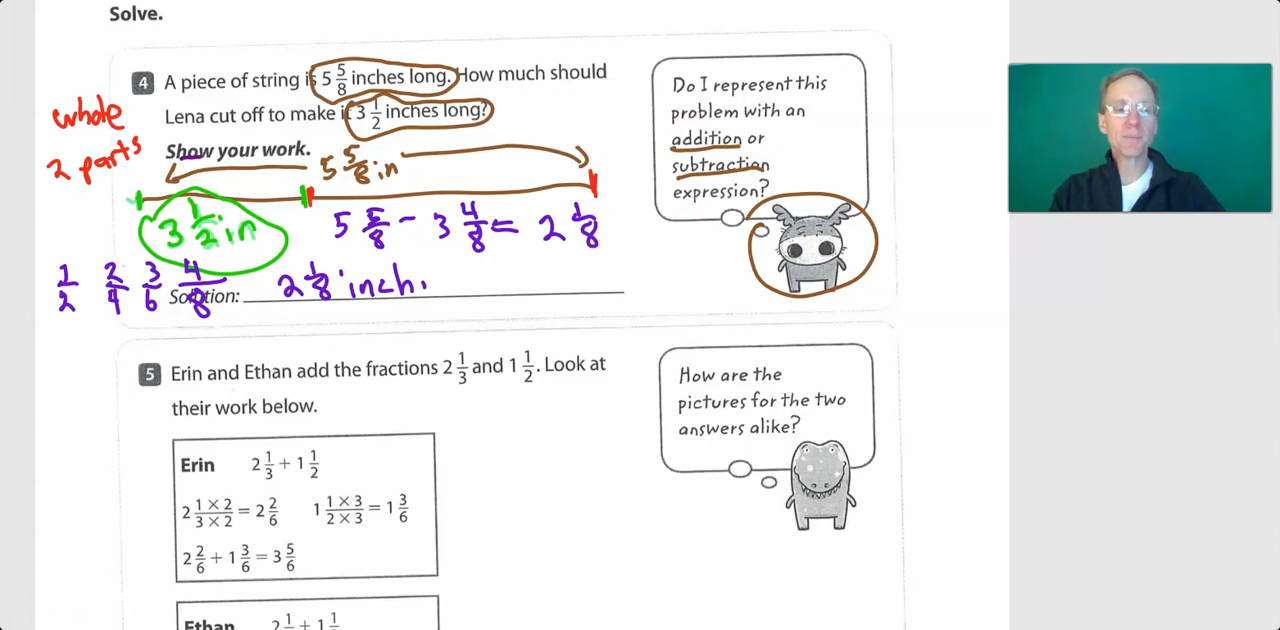 Solve.
4 A piece of string is 5 5/8 inches long. How much should
Lena cut off to make it 3 1/2 inches long?
Show your work.
whole
2 parts
5 5/8 in
3 1/2 in
5 5/8 - 3 4/8 = 2 1/8
1/2 2/4 3/6 4/8
Solution: 2 1/8 inch.
Do I represent this
problem with an
addition or
subtraction
expression?
5 Erin and Ethan add the fractions 2 1/3 and 1 1/2. Look at
their work below.
Erin 2 1/3 + 1 1/2
2 1×2/3×2 = 2 2/6 1 1×3/2×3 = 1 3/6
2 2/6 + 1 3/6 = 3 5/6
How are the
pictures for the two
answers alike?
Ethan